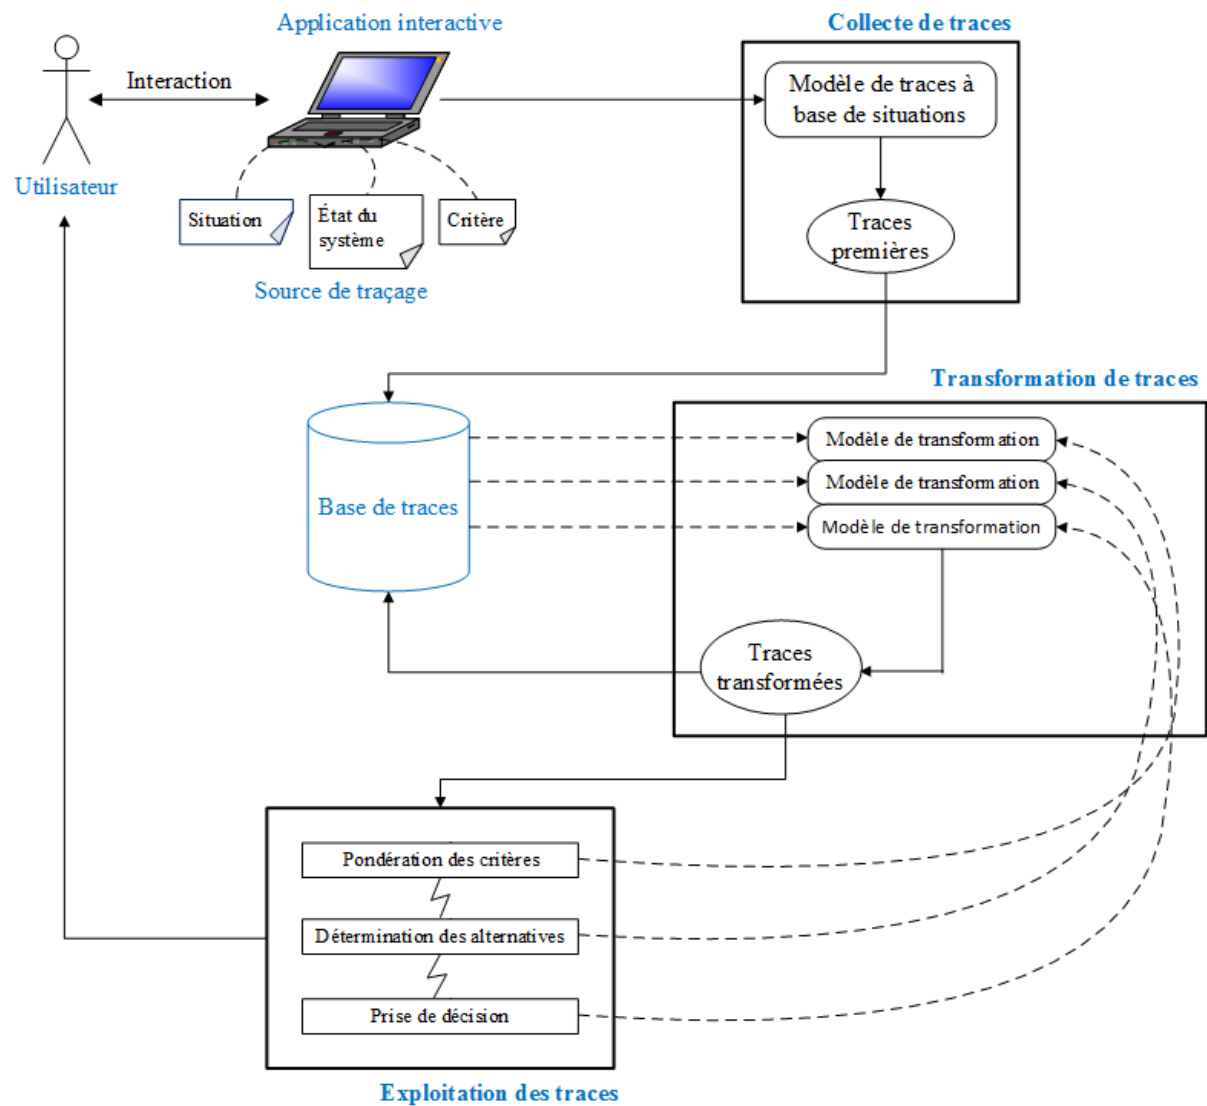 Application interactive
Collecte de traces
Interaction
Modèle de traces à
base de situations
Utilisateur
Situation
État du
système
Critère
Traces
premières
Source de traçage
Transformation de traces
Modèle de transformation
Modèle de transformation
Modèle de transformation
Base de traces
Traces
transformées
Pondération des critères
Détermination des alternatives
Prise de décision
Exploitation des traces